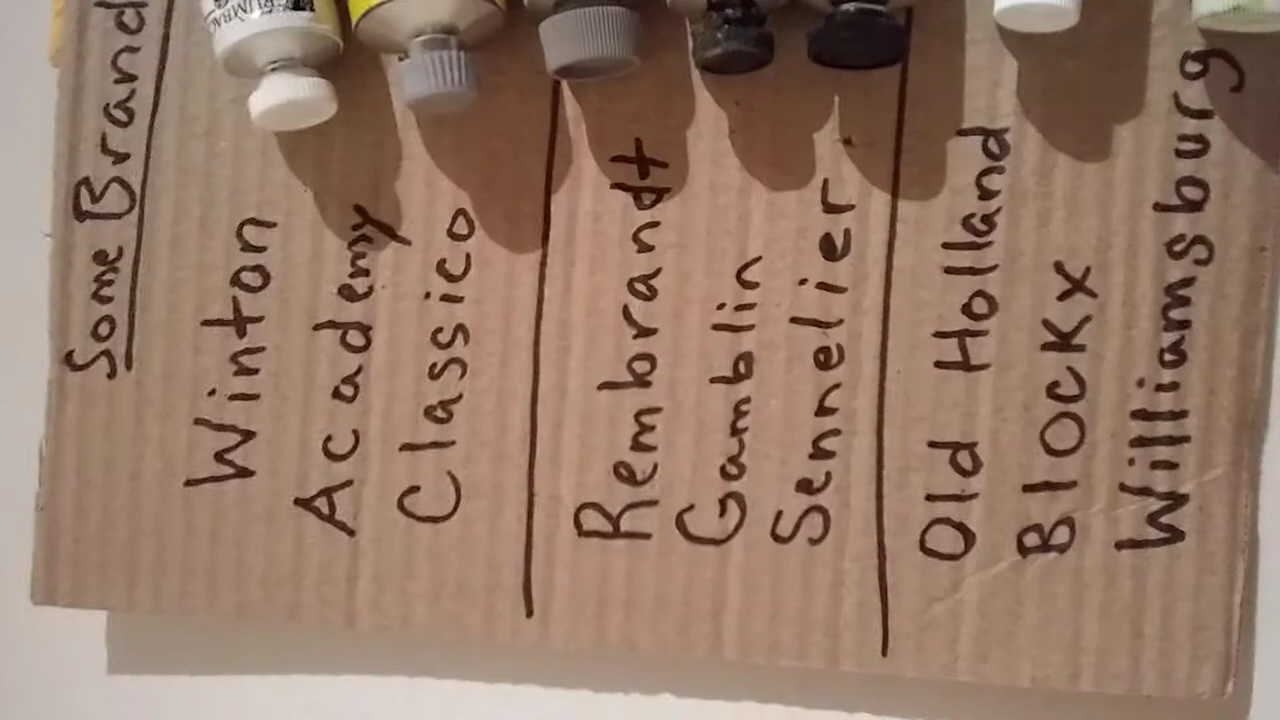 Some Brand
Winton
Academy
Classico
Rembrandt
Gamblin
Sennelier
Old Holland
Blockx
Williamsburg